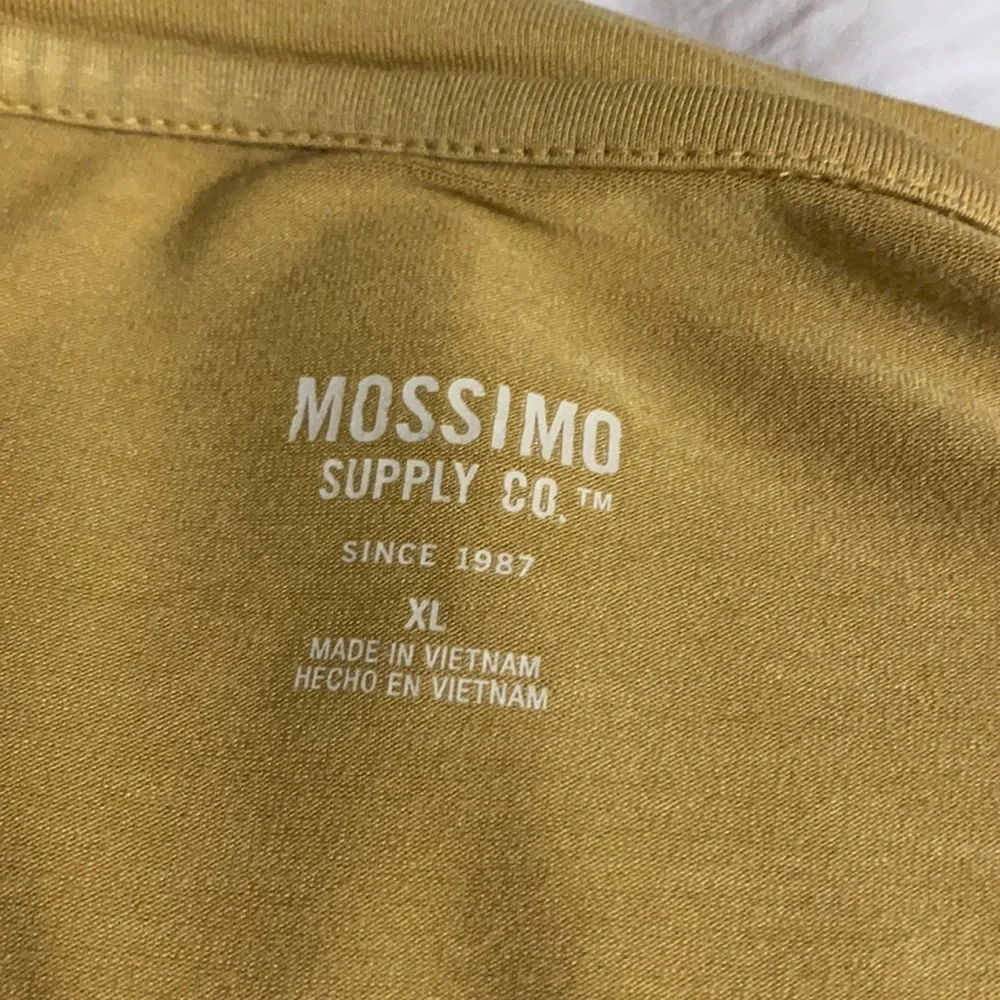 MOSSIMO
SUPPLY CO.™
SINCE 1987
XL
MADE IN VIETNAM
HECHO EN VIETNAM